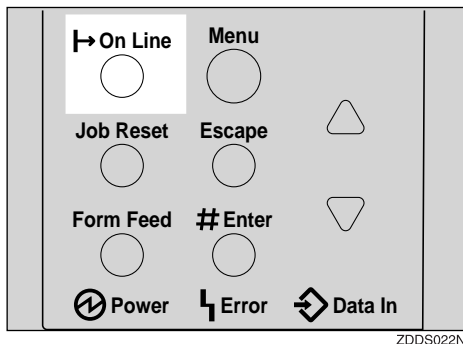 On Line Menu
Job Reset Escape
Form Feed # Enter
Power Error Data In
ZDDS022N